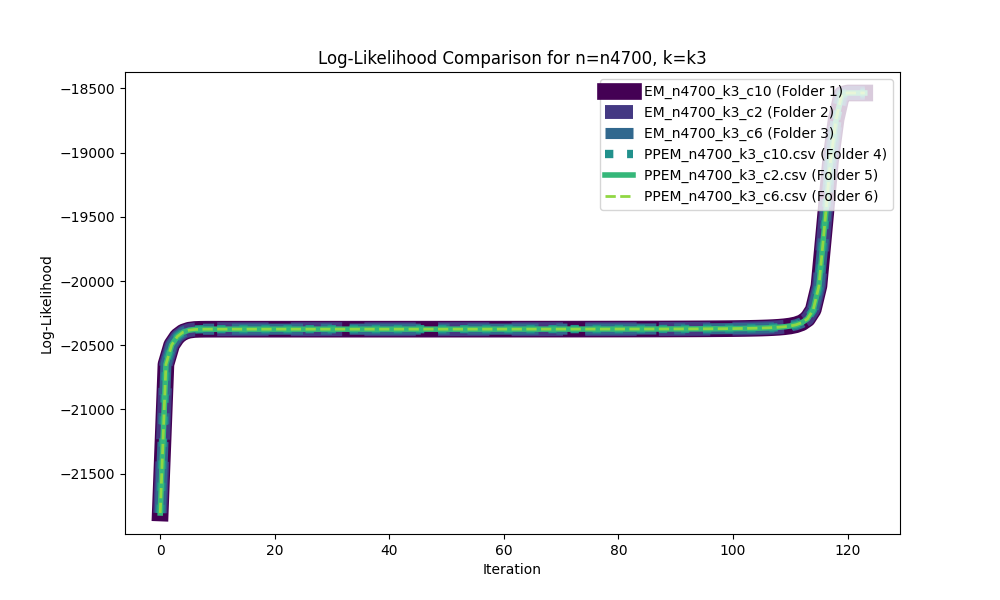 Log-Likelihood Comparison for n=n4700, k=k3
EM_n4700_k3_c10 (Folder 1)
EM_n4700_k3_c2 (Folder 2)
EM_n4700_k3_c6 (Folder 3)
PPEM_n4700_k3_c10.csv (Folder 4)
PPEM_n4700_k3_c2.csv (Folder 5)
PPEM_n4700_k3_c6.csv (Folder 6)
Log-Likelihood
−18500
−19000
−19500
−20000
−20500
−21000
−21500
0 20 40 60 80 100 120
Iteration